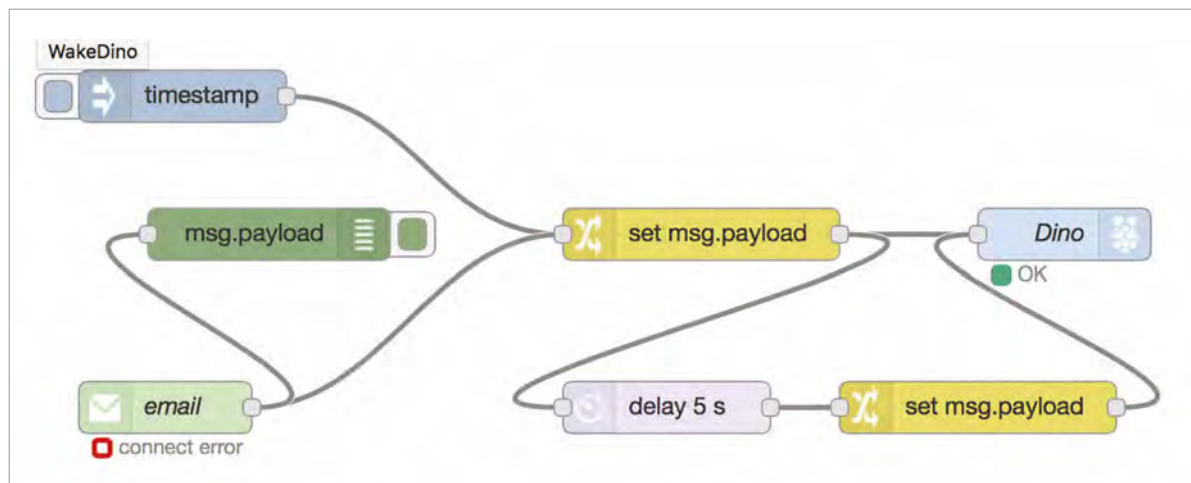 WakeDino
timestamp
msg.payload
set msg.payload
Dino
OK
email
connect error
delay 5 s
set msg.payload